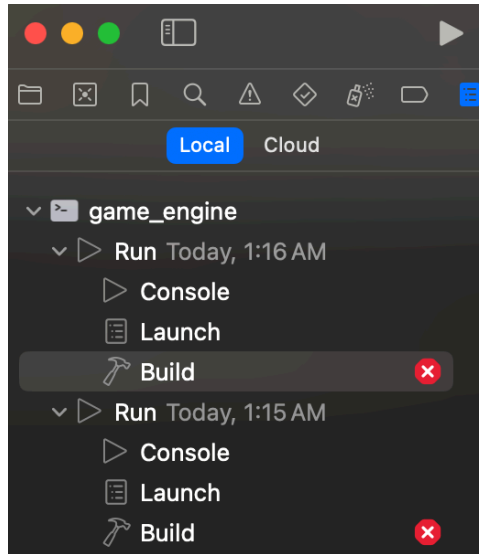 Local Cloud
game_engine
Run Today, 1:16 AM
Console
Launch
Build
Run Today, 1:15 AM
Console
Launch
Build